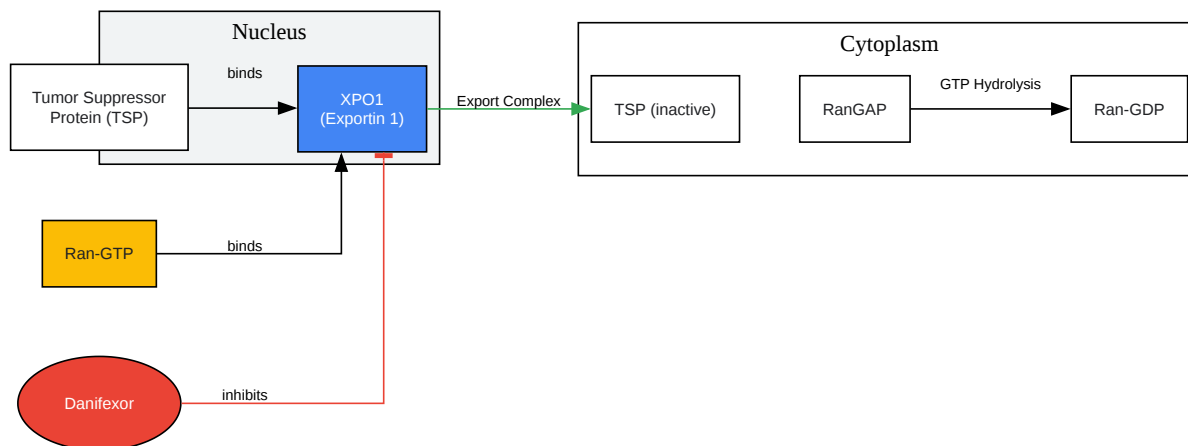 Nucleus
Cytoplasm
binds
Tumor Suppressor
Protein (TSP)
XPO1
(Exportin 1)
Export Complex
TSP (inactive)
RanGAP
GTP Hydrolysis
Ran-GDP
Ran-GTP
binds
Danifexor
inhibits